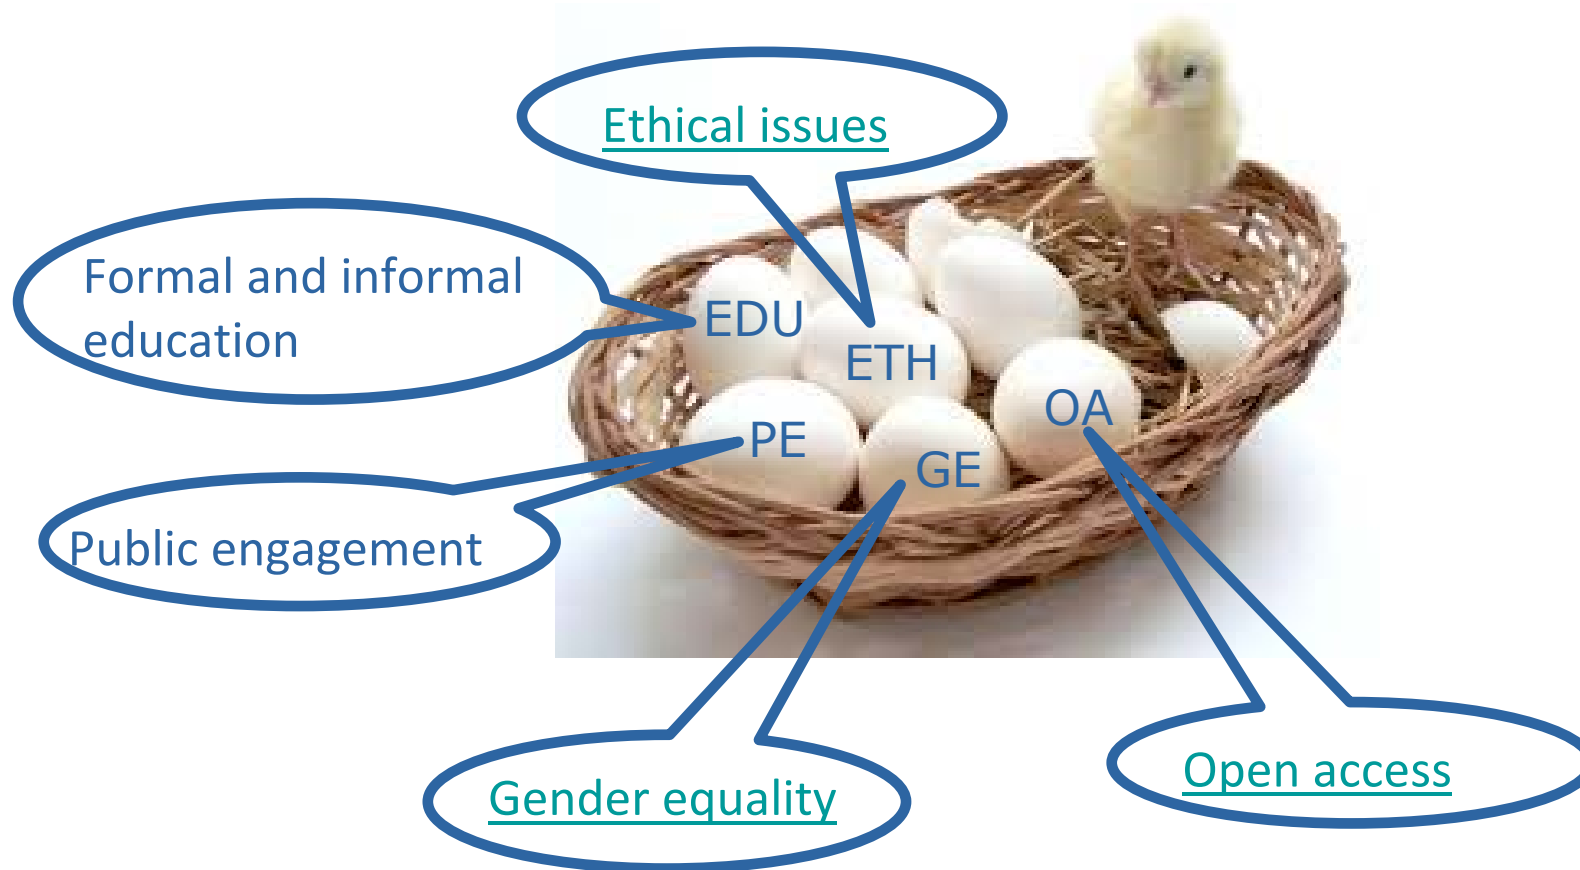 Ethical issues
Formal and informal
education
EDU
ETH
OA
PE
GE
Public engagement
Open access
Gender equality